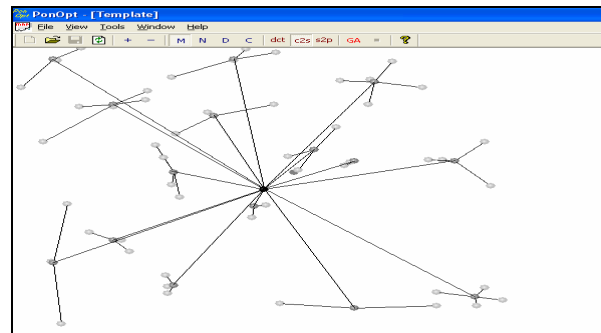 PonOpt - [Template]
File View Tools Window Help
+ - M N D C dct c2s s2p GA = ?